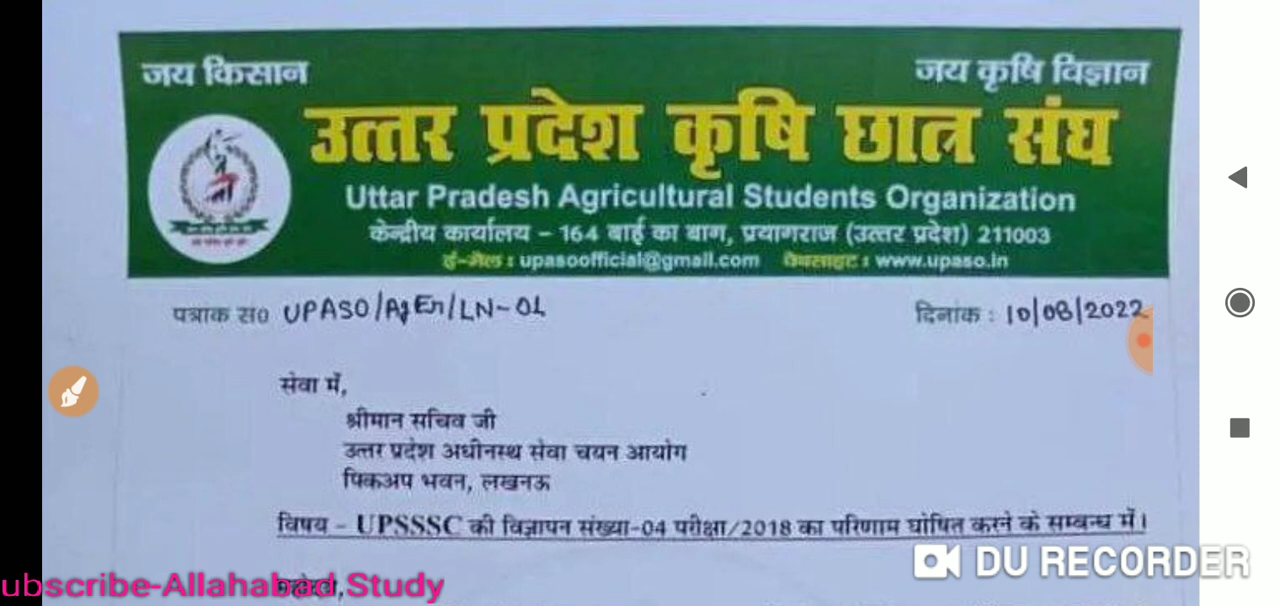 जय किसान
जय कृषि विज्ञान
उत्तर प्रदेश कृषि छात्र संघ
Uttar Pradesh Agricultural Students Organization
केन्द्रीय कार्यालय – 164 बाई का बाग, प्रयागराज (उत्तर प्रदेश) 211003
ई-मेल : upasoofficial@gmail.com वेबसाइट : www.upaso.in
पत्राक स० UPASO/AgEn/LN-01
दिनांक : 10/08/2022
सेवा में,
श्रीमान सचिव जी
उत्तर प्रदेश अधीनस्थ सेवा चयन आयोग
पिकअप भवन, लखनऊ
विषय – UPSSSC की विज्ञापन संख्या-04 परीक्षा/2018 का परिणाम घोषित करने के सम्बन्ध में।
DU RECORDER
ubscribe-Allahabad Study